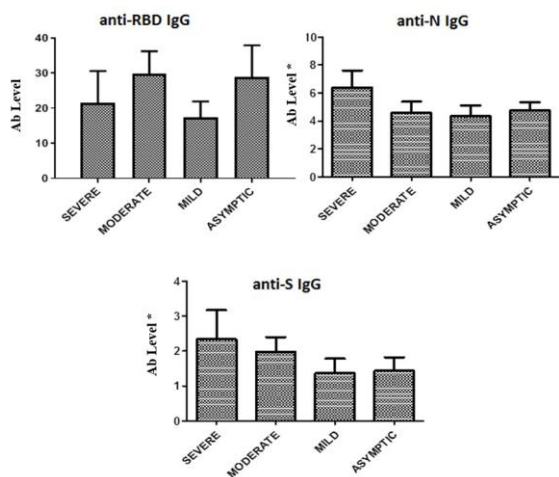 anti-RBD IgG
Ab Level
40
30
20
10
0
SEVERE
MODERATE
MILD
ASYMPTIC
anti-N IgG
Ab Level *
10
8
6
4
2
0
SEVERE
MODERATE
MILD
ASYMPTIC
anti-S IgG
Ab Level *
4
3
2
1
0
SEVERE
MODERATE
MILD
ASYMPTIC